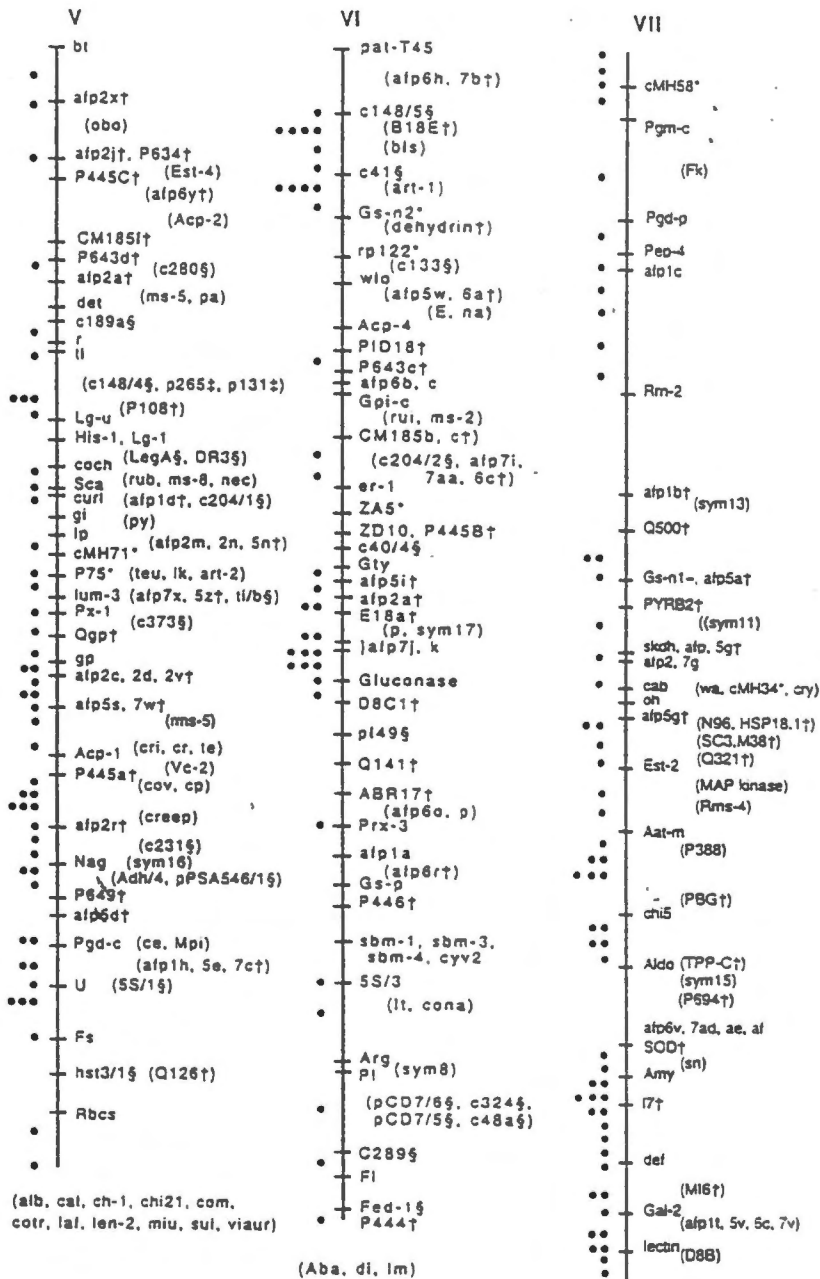 V
bt
afp2x†
(obo)
afp2j†, P634†
P445C† (Est-4)
(afp6y†)
(Acp-2)
CM185f†
P643d†
(c280§)
afp2a†
det (ms-5, pa)
c189a§
r
tl
(c148/4§, p265‡, p131‡)
(P108†)
Lg-u
His-1, Lg-1
(LegA§, DR3§)
coch
Sca (rub, ms-8, nec)
curl (afp1d†, c204/1§)
gi (py)
lp
(afp2m, 2n, 5n†)
cMH71*
P75* (teu, lk, art-2)
lum-3 (afp7x, 5z†, tl/b§)
Px-1
(c373§)
Qgp†
gp
afp2c, 2d, 2v†
afp5s, 7w†
(rms-5)
Acp-1 (cri, cr, te)
P445a† (Vc-2)
(cov, cp)
(creep)
afp2r†
(c231§)
Nag (sym16)
(Adh/4, pPSA546/1§)
P649†
afp6d†
Pgd-c (ce, Mpi)
(afp1h, 5e, 7c†)
U (5S/1§)
Fs
hst3/1§ (Q126†)
Rbcs
(alb, cat, ch-1, chi21, com,
cotr, laf, len-2, miu, sul, viaur)
VI
pat-T45
(afp6h, 7b†)
c148/5§
(B18E†)
(bls)
c41§
(art-1)
Gs-n2*
(dehydrin†)
rp122*
(c133§)
wlo
(afp5w, 6a†)
(E, na)
Acp-4
PID18†
P643c†
afp6b, c
Gpi-c
(rui, ms-2)
CM185b, c†)
(c204/2§, afp7i,
7aa, 6c†)
er-1
ZA5*
ZD10, P445B†
c40/4§
Gty
afp5i†
afp2a†
E18a†
(p, sym17)
}afp7j, k
Gluconase
D8C1†
pI49§
Q141†
ABR17†
(afp6o, p)
Prx-3
afp1a
(afp6r†)
Gs-p
P446†
sbm-1, sbm-3,
sbm-4, cyv2
5S/3
(lt, cona)
Arg
Pl (sym8)
(pCD7/6§, c324§,
pCD7/5§, c48a§)
C289§
Fl
Fed-1§
P444†
(Aba, di, lm)
VII
cMH58*
Pgm-c
(Fk)
Pgd-p
Pep-4
afp1c
Rm-2
afp1b†
(sym13)
Q500†
Gs-n1=, afp5a†
PYRB2†
((sym11)
skdh, afp, 5g†
afp2, 7g
cab (wa, cMH34*, cry)
oh
afp5g† (N96, HSP18.1†)
(SC3,M38†)
Est-2 (Q321†)
(MAP kinase)
(Rms-4)
Aat-m
(P388)
(PBG†)
chi5
Aldo (TPP-C†)
(sym15)
(P694†)
afp6v, 7ad, ae, af
SOD†
(sn)
Amy
I7†
def
(MI6†)
Gal-2
(afp1t, 5v, 6c, 7v)
lectin (D8B)